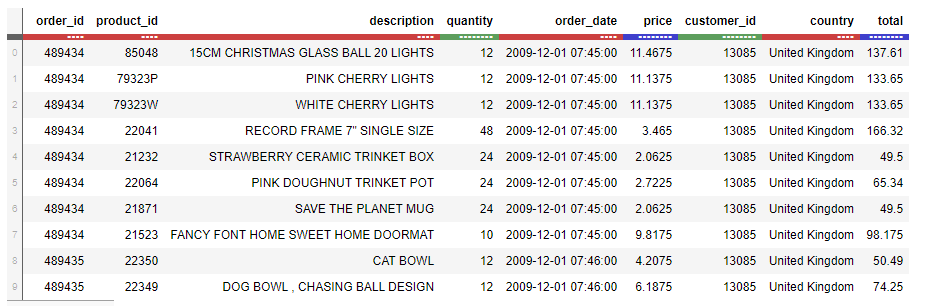 order_id product_id description quantity order_date price customer_id country total
0 489434 85048 15CM CHRISTMAS GLASS BALL 20 LIGHTS 12 2009-12-01 07:45:00 11.4675 13085 United Kingdom 137.61
1 489434 79323P PINK CHERRY LIGHTS 12 2009-12-01 07:45:00 11.1375 13085 United Kingdom 133.65
2 489434 79323W WHITE CHERRY LIGHTS 12 2009-12-01 07:45:00 11.1375 13085 United Kingdom 133.65
3 489434 22041 RECORD FRAME 7" SINGLE SIZE 48 2009-12-01 07:45:00 3.465 13085 United Kingdom 166.32
4 489434 21232 STRAWBERRY CERAMIC TRINKET BOX 24 2009-12-01 07:45:00 2.0625 13085 United Kingdom 49.5
5 489434 22064 PINK DOUGHNUT TRINKET POT 24 2009-12-01 07:45:00 2.7225 13085 United Kingdom 65.34
6 489434 21871 SAVE THE PLANET MUG 24 2009-12-01 07:45:00 2.0625 13085 United Kingdom 49.5
7 489434 21523 FANCY FONT HOME SWEET HOME DOORMAT 10 2009-12-01 07:45:00 9.8175 13085 United Kingdom 98.175
8 489435 22350 CAT BOWL 12 2009-12-01 07:46:00 4.2075 13085 United Kingdom 50.49
9 489435 22349 DOG BOWL , CHASING BALL DESIGN 12 2009-12-01 07:46:00 6.1875 13085 United Kingdom 74.25